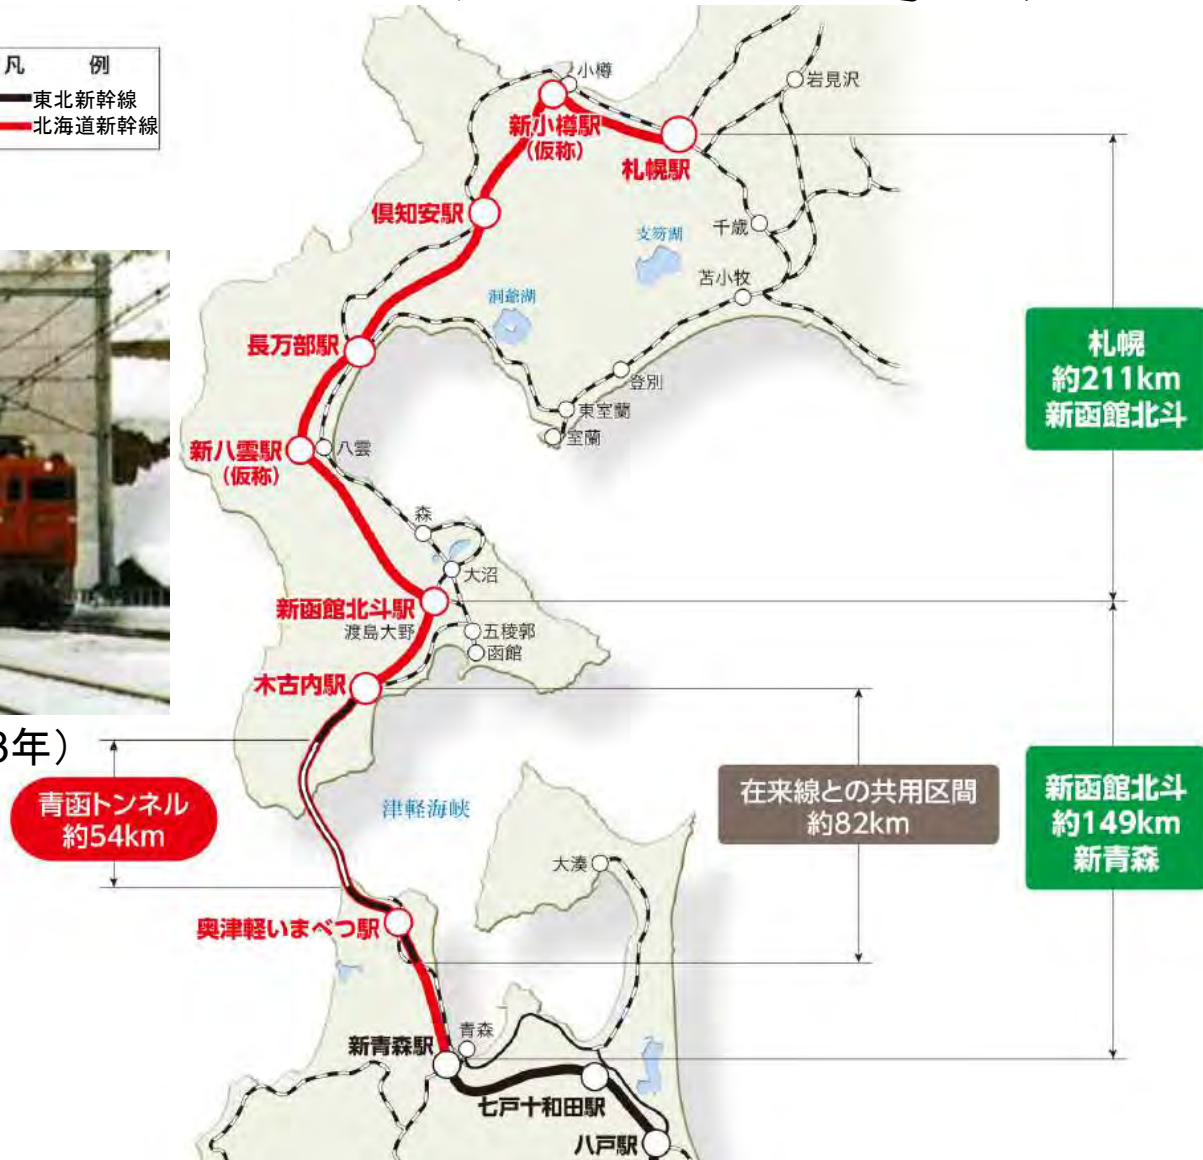 凡 例
東北新幹線
北海道新幹線
小樽
岩見沢
新小樽駅
(仮称)
札幌駅
倶知安駅
支笏湖
千歳
苫小牧
洞爺湖
長万部駅
札幌
約211km
新函館北斗
登別
東室蘭
室蘭
新八雲駅
(仮称)
八雲
森
大沼
新函館北斗駅
渡島大野
五稜郭
函館
木古内駅
年）
青函トンネル
約54km
津軽海峡
在来線との共用区間
約82km
新函館北斗
約149km
新青森
大湊
奥津軽いまべつ駅
青森
新青森駅
七戸十和田駅
八戸駅